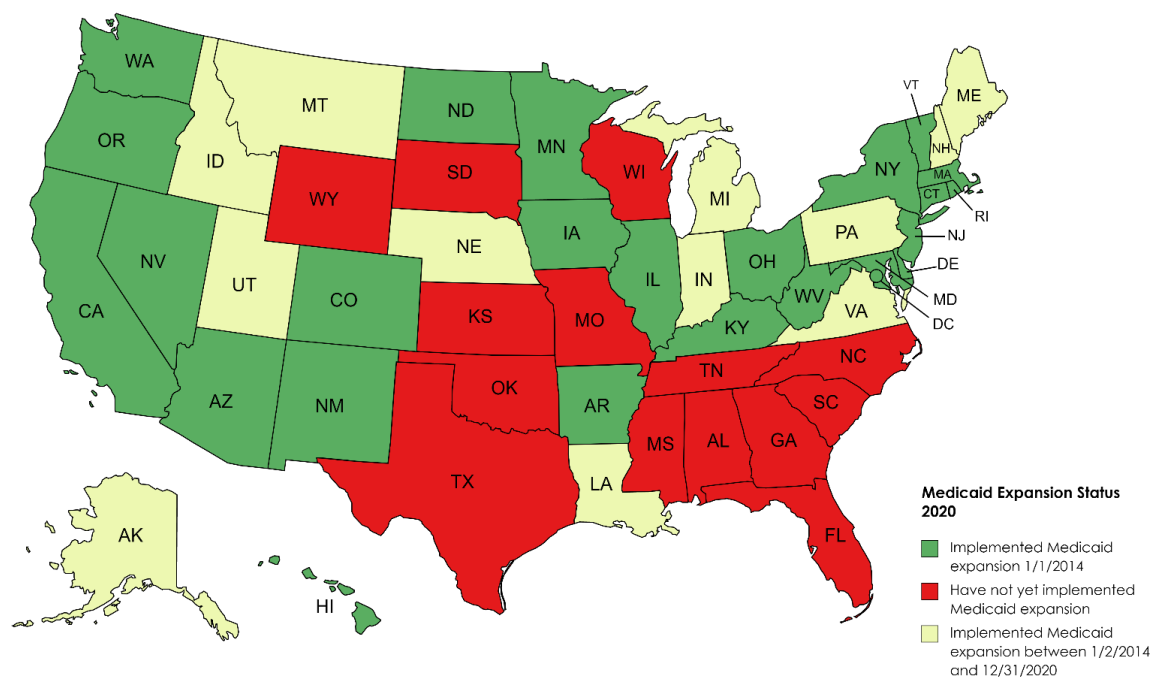 WA
OR
CA
NV
ID
MT
WY
UT
AZ
CO
NM
ND
SD
NE
KS
OK
TX
MN
IA
MO
AR
LA
WI
IL
MI
IN
OH
KY
TN
MS
AL
GA
FL
SC
NC
VA
WV
PA
NY
VT
NH
ME
MA
CT
RI
NJ
DE
MD
DC
AK
HI
Medicaid Expansion Status
2020
Implemented Medicaid
expansion 1/1/2014
Have not yet implemented
Medicaid expansion
Implemented Medicaid
expansion between 1/2/2014
and 12/31/2020